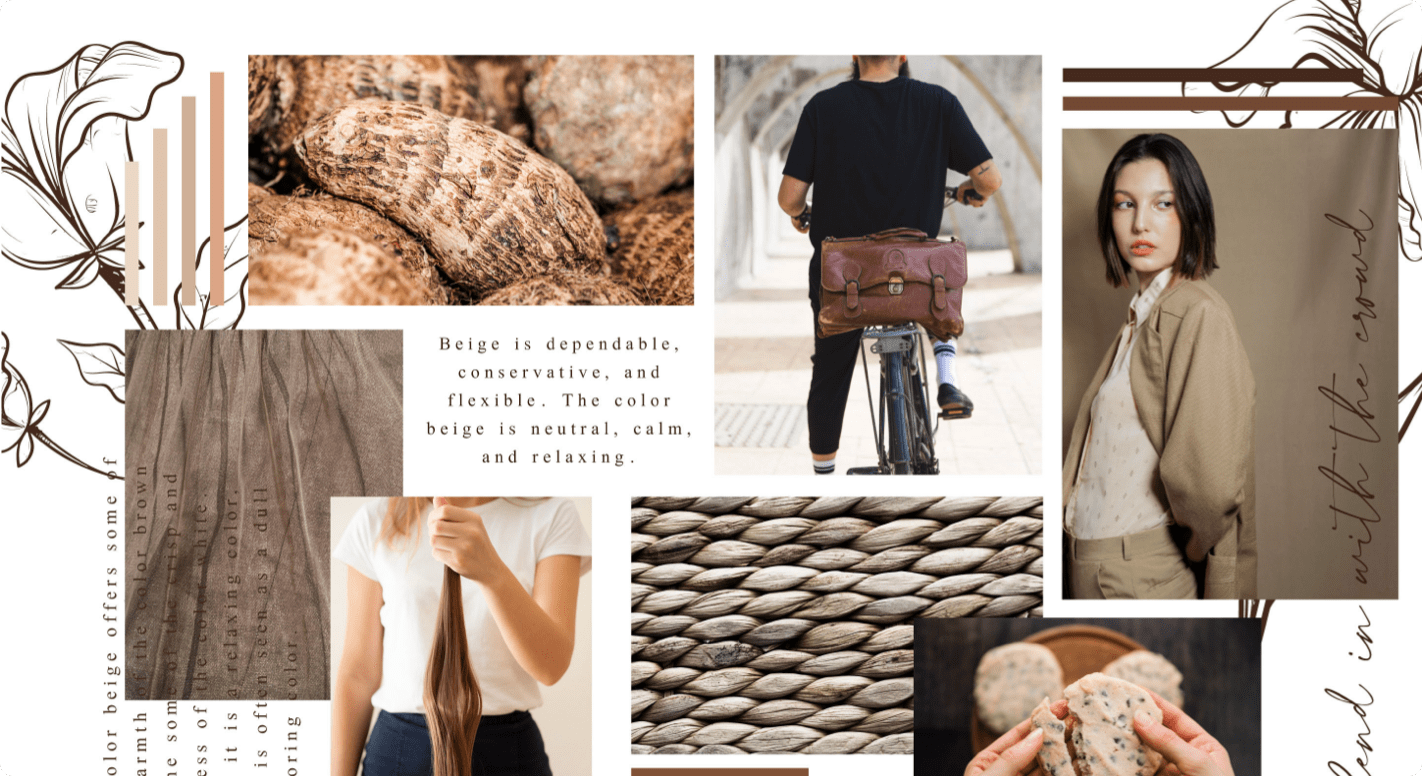 Beige is dependable,
conservative, and
flexible. The color
beige is neutral, calm,
and relaxing.
olor beige offers some of
armth of the color brown
he some of the crisp and
ess of the color white.
it is a relaxing color.
is often seen as a dull
oring color.
lend in with the crowd